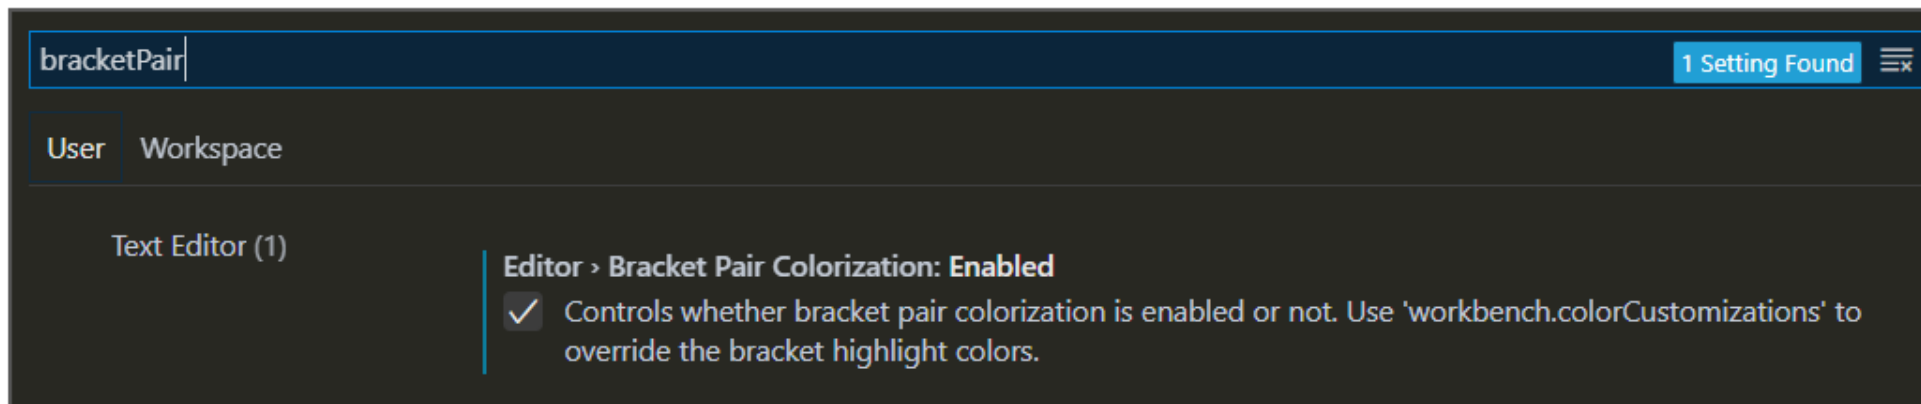 bracketPair
1 Setting Found
User
Workspace
Text Editor (1)
Editor › Bracket Pair Colorization: Enabled
Controls whether bracket pair colorization is enabled or not. Use 'workbench.colorCustomizations' to
override the bracket highlight colors.